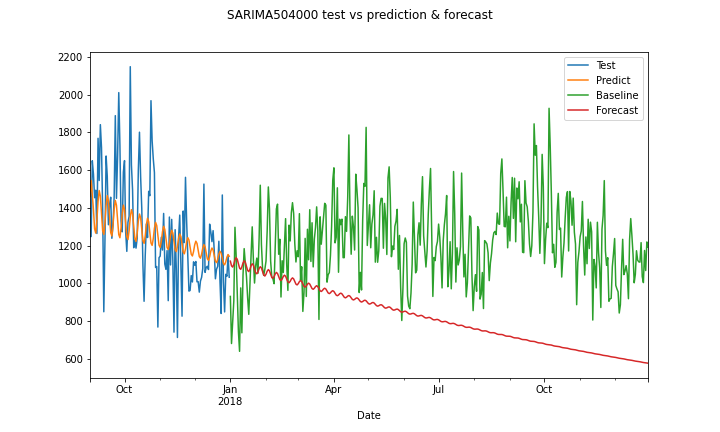 SARIMA504000 test vs prediction & forecast
2200
2000
1800
1600
1400
1200
1000
800
600
Test
Predict
Baseline
Forecast
Oct
Jan
2018
Apr
Jul
Oct
Date